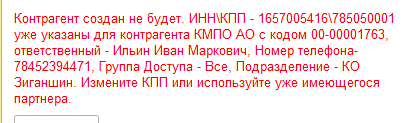 Контрагент создан не будет. ИНН\КПП - 1657005416\785050001
уже указаны для контрагента КМПО АО с кодом 00-00001763,
ответственный - Ильин Иван Маркович, Номер телефона-
78452394471, Группа Доступа - Все, Подразделение - КО
Зиганшин. Измените КПП или используйте уже имеющегося
партнера.